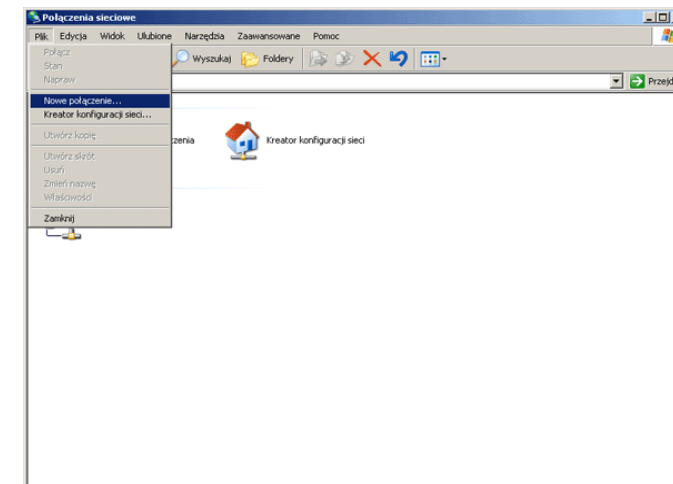 Połączenia sieciowe
Plik Edycja Widok Ulubione Narzędzia Zaawansowane Pomoc
Połącz
Stan
Napraw
Wyszukaj Foldery
Przejdź
Nowe połączenie...
Kreator konfiguracji sieci...
Utwórz kopię
czenia
Kreator konfiguracji sieci
Utwórz skrót
Usuń
Zmień nazwę
Właściwości
Zamknij